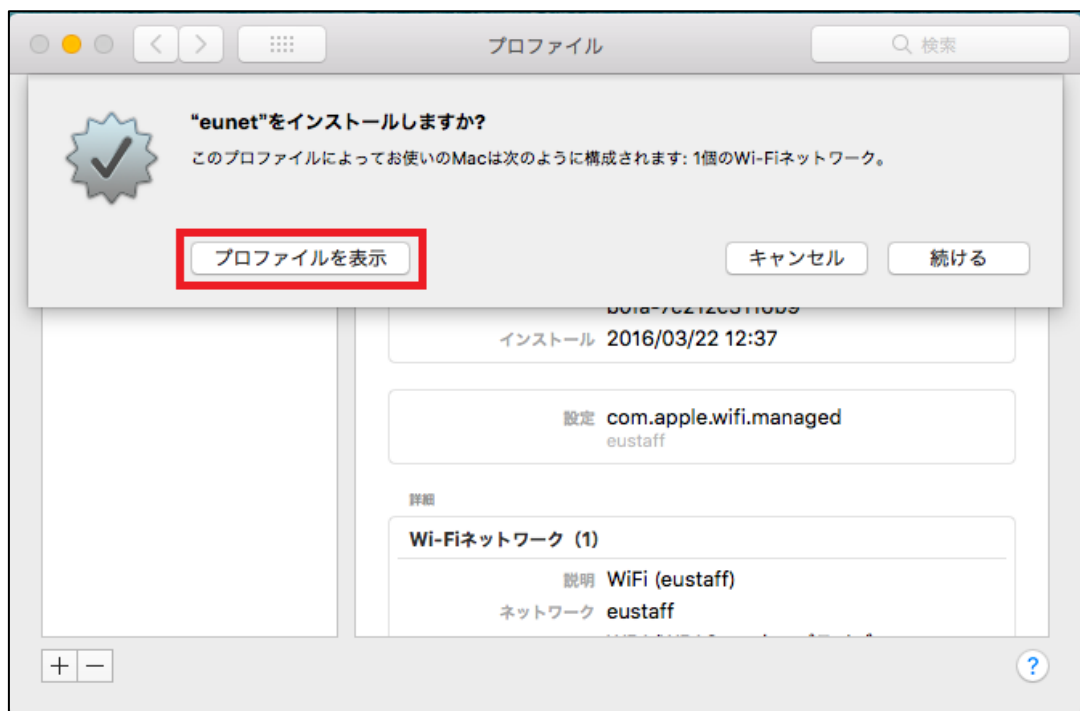 プロファイル
検索
“eunet”をインストールしますか?
このプロファイルによってお使いのMacは次のように構成されます: 1個のWi-Fiネットワーク。
プロファイルを表示
キャンセル
続ける
インストール 2016/03/22 12:37
設定 com.apple.wifi.managed
eustaff
詳細
Wi-Fiネットワーク (1)
説明 WiFi (eustaff)
ネットワーク eustaff